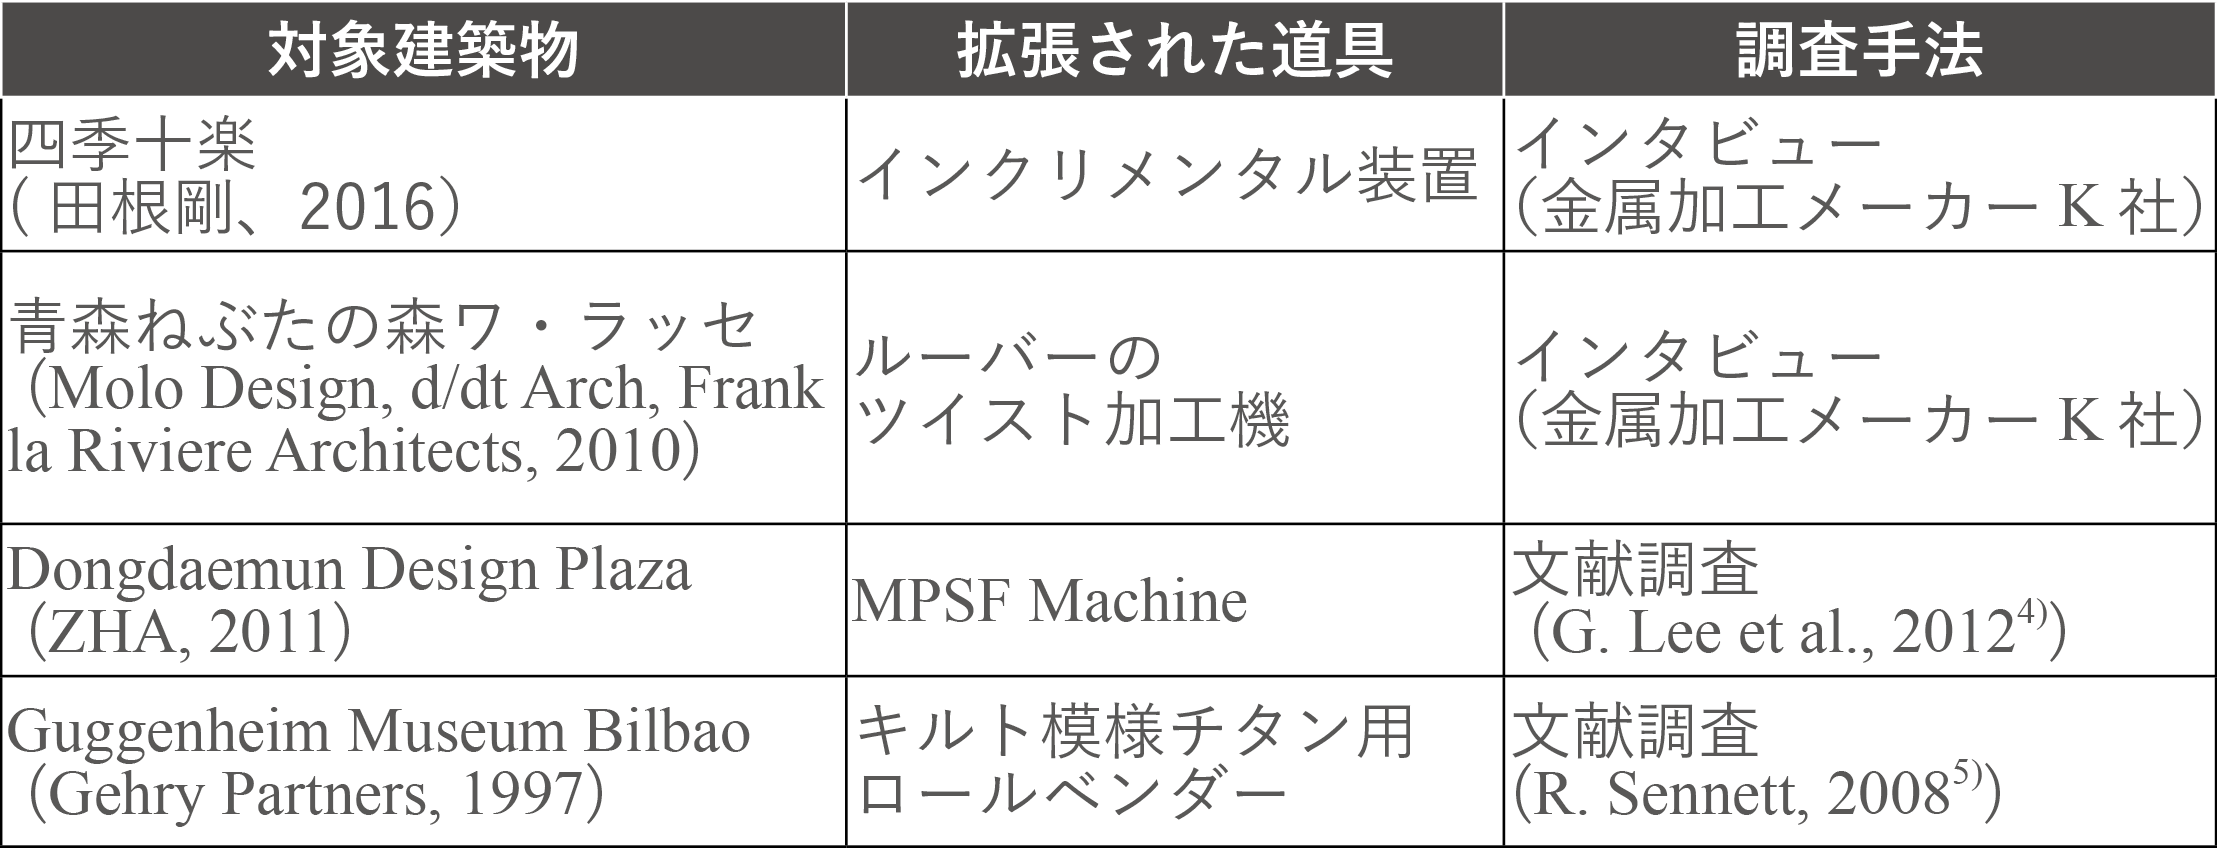 対象建築物
拡張された道具
調査手法
四季十楽
( 田根剛、2016）
インクリメンタル装置
インタビュー
（金属加工メーカー K 社）
青森ねぶたの森ワ・ラッセ
（Molo Design, d/dt Arch, Frank
la Riviere Architects, 2010）
ルーバーの
ツイスト加工機
インタビュー
（金属加工メーカー K 社）
Dongdaemun Design Plaza
（ZHA, 2011）
MPSF Machine
文献調査
（G. Lee et al., 2012⁴⁾）
Guggenheim Museum Bilbao
（Gehry Partners, 1997）
キルト模様チタン用
ロールベンダー
文献調査
（R. Sennett, 2008⁵⁾）